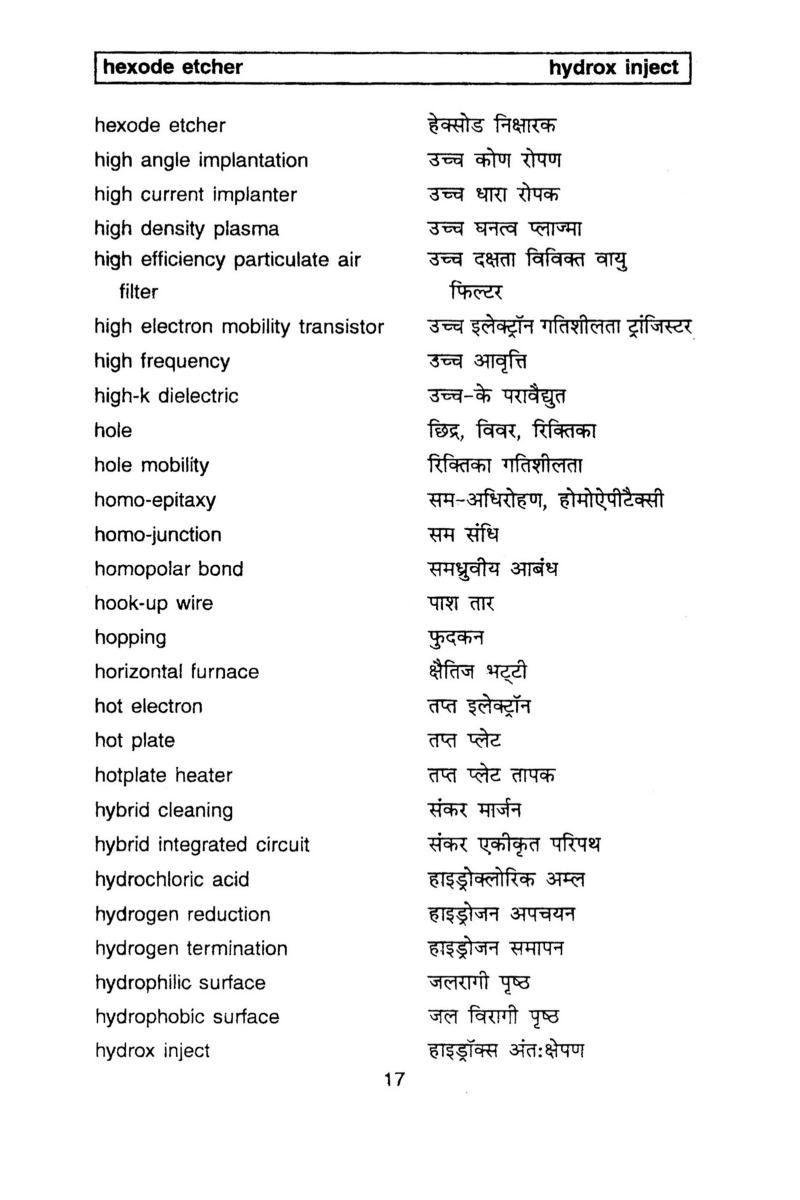 hexode etcher hydrox inject
hexode etcher हेक्सोड निक्षारक
high angle implantation उच्च कोण रोपण
high current implanter उच्च धारा रोपक
high density plasma उच्च घनत्व प्लाज्मा
high efficiency particulate air उच्च दक्षता विविक्त वायु
filter फिल्टर
high electron mobility transistor उच्च इलेक्ट्रॉन गतिशीलता ट्रांजिस्टर
high frequency उच्च आवृत्ति
high-k dielectric उच्च-के परावैद्युत
hole छिद्र, विवर, रिक्तिका
hole mobility रिक्तिका गतिशीलता
homo-epitaxy सम-अधिरोहण, होमोऐपीटैक्सी
homo-junction सम संधि
homopolar bond समध्रुवीय आबंध
hook-up wire पाश तार
hopping फुदकन
horizontal furnace क्षैतिज भट्टी
hot electron तप्त इलेक्ट्रॉन
hot plate तप्त प्लेट
hotplate heater तप्त प्लेट तापक
hybrid cleaning संकर मार्जन
hybrid integrated circuit संकर एकीकृत परिपथ
hydrochloric acid हाइड्रोक्लोरिक अम्ल
hydrogen reduction हाइड्रोजन अपचयन
hydrogen termination हाइड्रोजन समापन
hydrophilic surface जलरागी पृष्ठ
hydrophobic surface जल विरागी पृष्ठ
hydrox inject हाइड्रॉक्स अंत:क्षेपण
17